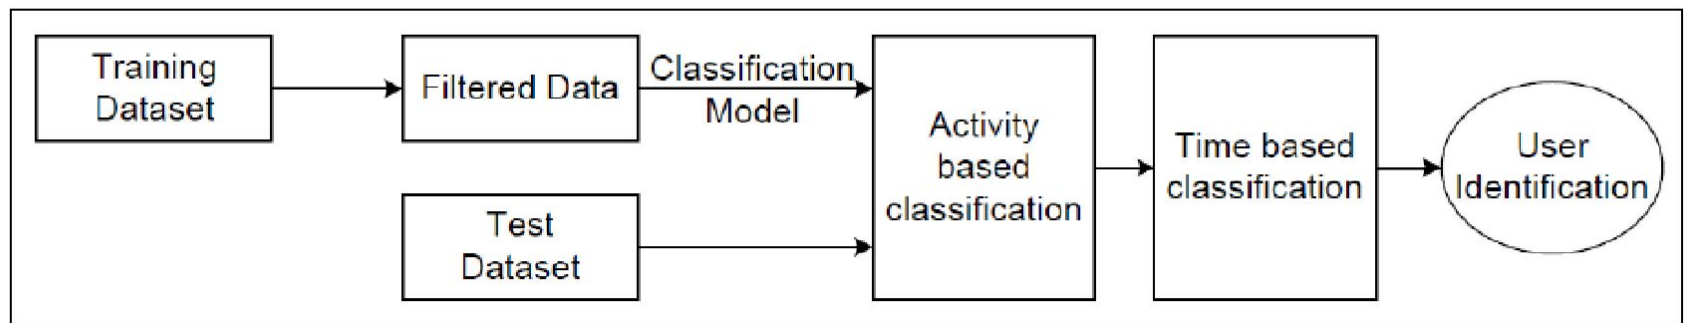 Training
Dataset
Filtered Data
Classification
Model
Test
Dataset
Activity
based
classification
Time based
classification
User
Identification